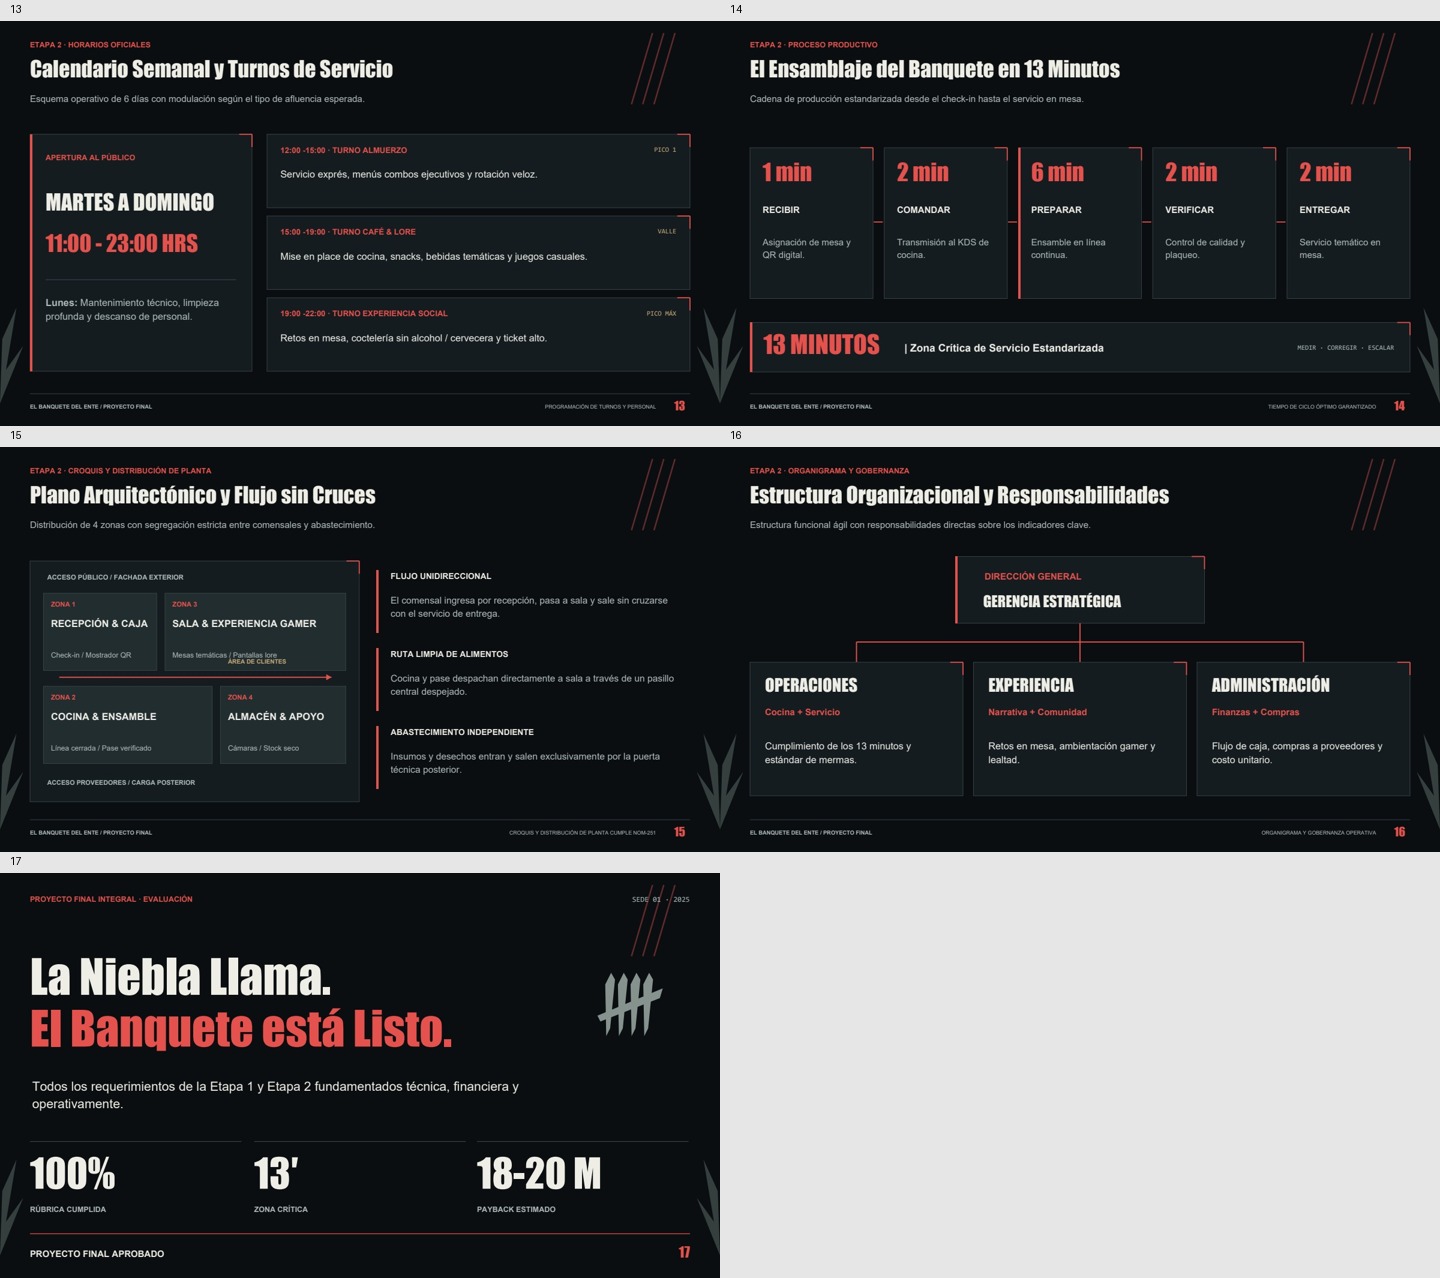 13
ETAPA 2 · HORARIOS OFICIALES
Calendario Semanal y Turnos de Servicio
Esquema operativo de 6 días con modulación según el tipo de afluencia esperada.
APERTURA AL PÚBLICO
MARTES A DOMINGO
11:00 - 23:00 HRS
Lunes: Mantenimiento técnico, limpieza
profunda y descanso de personal.
12:00 -15:00 · TURNO ALMUERZO
PICO 1
Servicio exprés, menús combos ejecutivos y rotación veloz.
15:00 -19:00 · TURNO CAFÉ & LORE
VALLE
Mise en place de cocina, snacks, bebidas temáticas y juegos casuales.
19:00 -22:00 · TURNO EXPERIENCIA SOCIAL
PICO MÁX
Retos en mesa, coctelería sin alcohol / cervecera y ticket alto.
EL BANQUETE DEL ENTE / PROYECTO FINAL
PROGRAMACIÓN DE TURNOS Y PERSONAL
13
14
ETAPA 2 · PROCESO PRODUCTIVO
El Ensamblaje del Banquete en 13 Minutos
Cadena de producción estandarizada desde el check-in hasta el servicio en mesa.
1 min
RECIBIR
Asignación de mesa y
QR digital.
2 min
COMANDAR
Transmisión al KDS de
cocina.
6 min
PREPARAR
Ensamble en línea
continua.
2 min
VERIFICAR
Control de calidad y
plaqueo.
2 min
ENTREGAR
Servicio temático en
mesa.
13 MINUTOS
| Zona Crítica de Servicio Estandarizada
MEDIR · CORREGIR · ESCALAR
EL BANQUETE DEL ENTE / PROYECTO FINAL
TIEMPO DE CICLO ÓPTIMO GARANTIZADO
14
15
ETAPA 2 · CROQUIS Y DISTRIBUCIÓN DE PLANTA
Plano Arquitectónico y Flujo sin Cruces
Distribución de 4 zonas con segregación estricta entre comensales y abastecimiento.
ACCESO PÚBLICO / FACHADA EXTERIOR
ZONA 1
RECEPCIÓN & CAJA
Check-in / Mostrador QR
ZONA 3
SALA & EXPERIENCIA GAMER
Mesas temáticas / Pantallas lore
ÁREA DE CLIENTES
ZONA 2
COCINA & ENSAMBLE
Línea cerrada / Pase verificado
ZONA 4
ALMACÉN & APOYO
Cámaras / Stock seco
ACCESO PROVEEDORES / CARGA POSTERIOR
FLUJO UNIDIRECCIONAL
El comensal ingresa por recepción, pasa a sala y sale sin cruzarse
con el servicio de entrega.
RUTA LIMPIA DE ALIMENTOS
Cocina y pase despachan directamente a sala a través de un pasillo
central despejado.
ABASTECIMIENTO INDEPENDIENTE
Insumos y desechos entran y salen exclusivamente por la puerta
técnica posterior.
EL BANQUETE DEL ENTE / PROYECTO FINAL
CROQUIS Y DISTRIBUCIÓN DE PLANTA CUMPLE NOM-251
15
16
ETAPA 2 · ORGANIGRAMA Y GOBERNANZA
Estructura Organizacional y Responsabilidades
Estructura funcional ágil con responsabilidades directas sobre los indicadores clave.
DIRECCIÓN GENERAL
GERENCIA ESTRATÉGICA
OPERACIONES
Cocina + Servicio
Cumplimiento de los 13 minutos y
estándar de mermas.
EXPERIENCIA
Narrativa + Comunidad
Retos en mesa, ambientación gamer y
lealtad.
ADMINISTRACIÓN
Finanzas + Compras
Flujo de caja, compras a proveedores y
costo unitario.
EL BANQUETE DEL ENTE / PROYECTO FINAL
ORGANIGRAMA Y GOBERNANZA OPERATIVA
16
17
PROYECTO FINAL INTEGRAL · EVALUACIÓN
SEDE 01 · 2025
La Niebla Llama.
El Banquete está Listo.
Todos los requerimientos de la Etapa 1 y Etapa 2 fundamentados técnica, financiera y
operativamente.
100%
RÚBRICA CUMPLIDA
13'
ZONA CRÍTICA
18-20 M
PAYBACK ESTIMADO
PROYECTO FINAL APROBADO
17